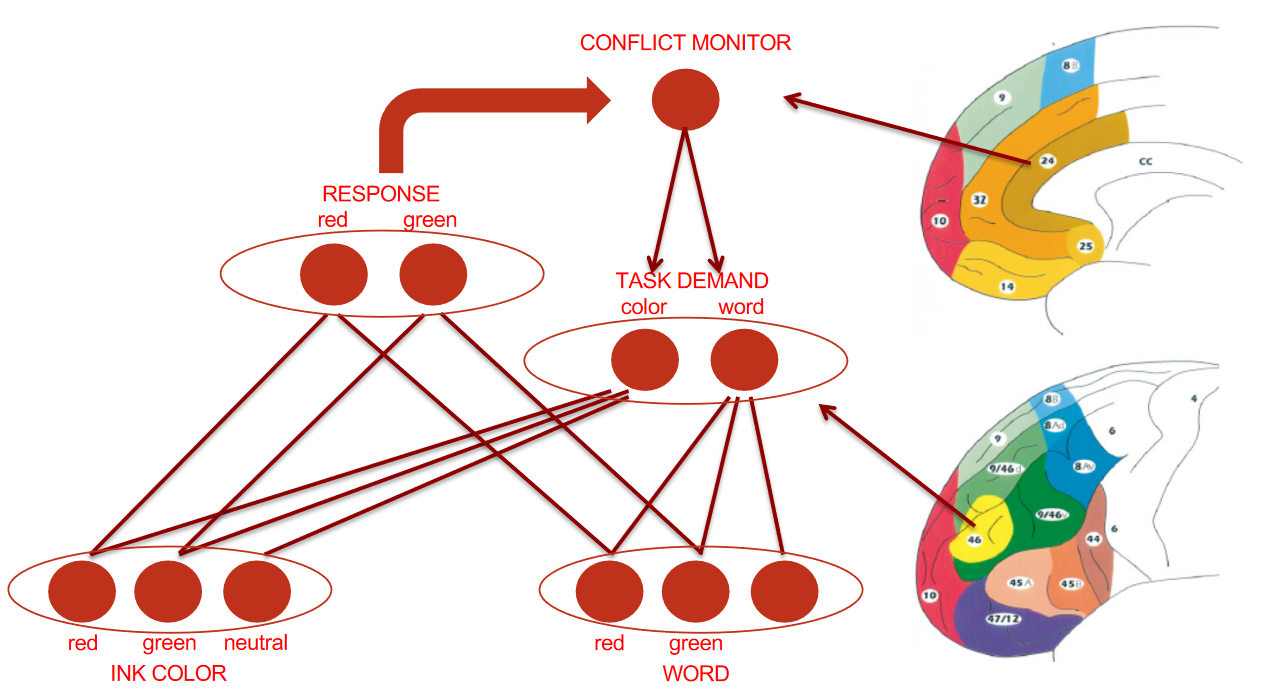 CONFLICT MONITOR
RESPONSE
red green
TASK DEMAND
color word
red green neutral
INK COLOR
red green
WORD
8B
9
24
CC
32
10
25
14
8B
4
8Ad
6
9
9/46d
8Av
9/46v
6
46
44
45A
45B
10
47/12